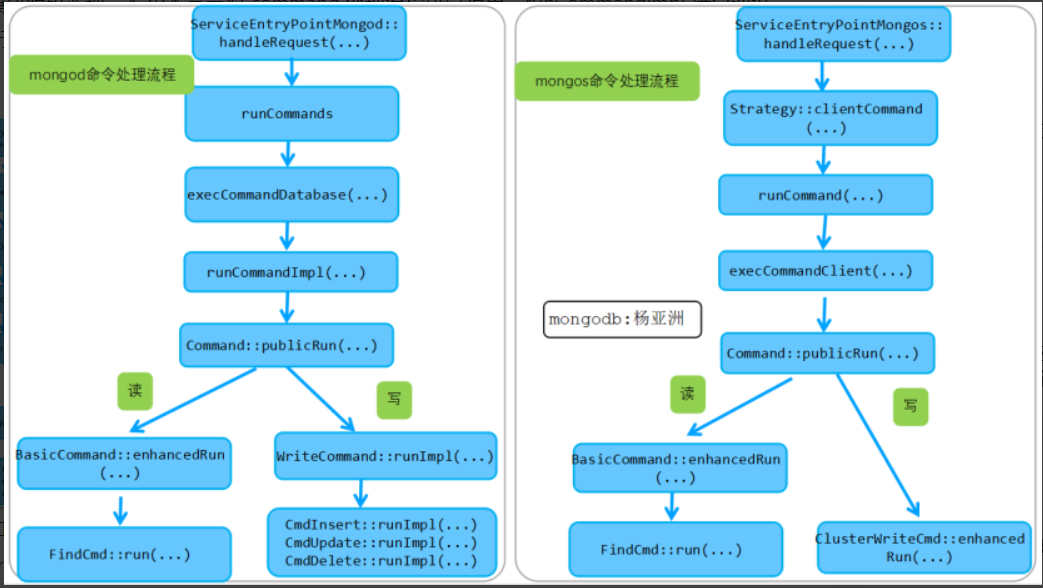 ServiceEntryPointMongod::
handleRequest(...)
mongod命令处理流程
runCommands
execCommandDatabase(...)
runCommandImpl(...)
Command::publicRun(...)
读
写
BasicCommand::enhancedRun
(...)
WriteCommand::runImpl(...)
FindCmd::run(...)
CmdInsert::runImpl(...)
CmdUpdate::runImpl(...)
CmdDelete::runImpl(...)
ServiceEntryPointMongos::
handleRequest(...)
mongos命令处理流程
Strategy::clientCommand
(...)
runCommand(...)
execCommandClient(...)
mongodb:杨亚洲
Command::publicRun(...)
读
写
BasicCommand::enhancedRun
(...)
FindCmd::run(...)
ClusterWriteCmd::enhanced
Run(...)